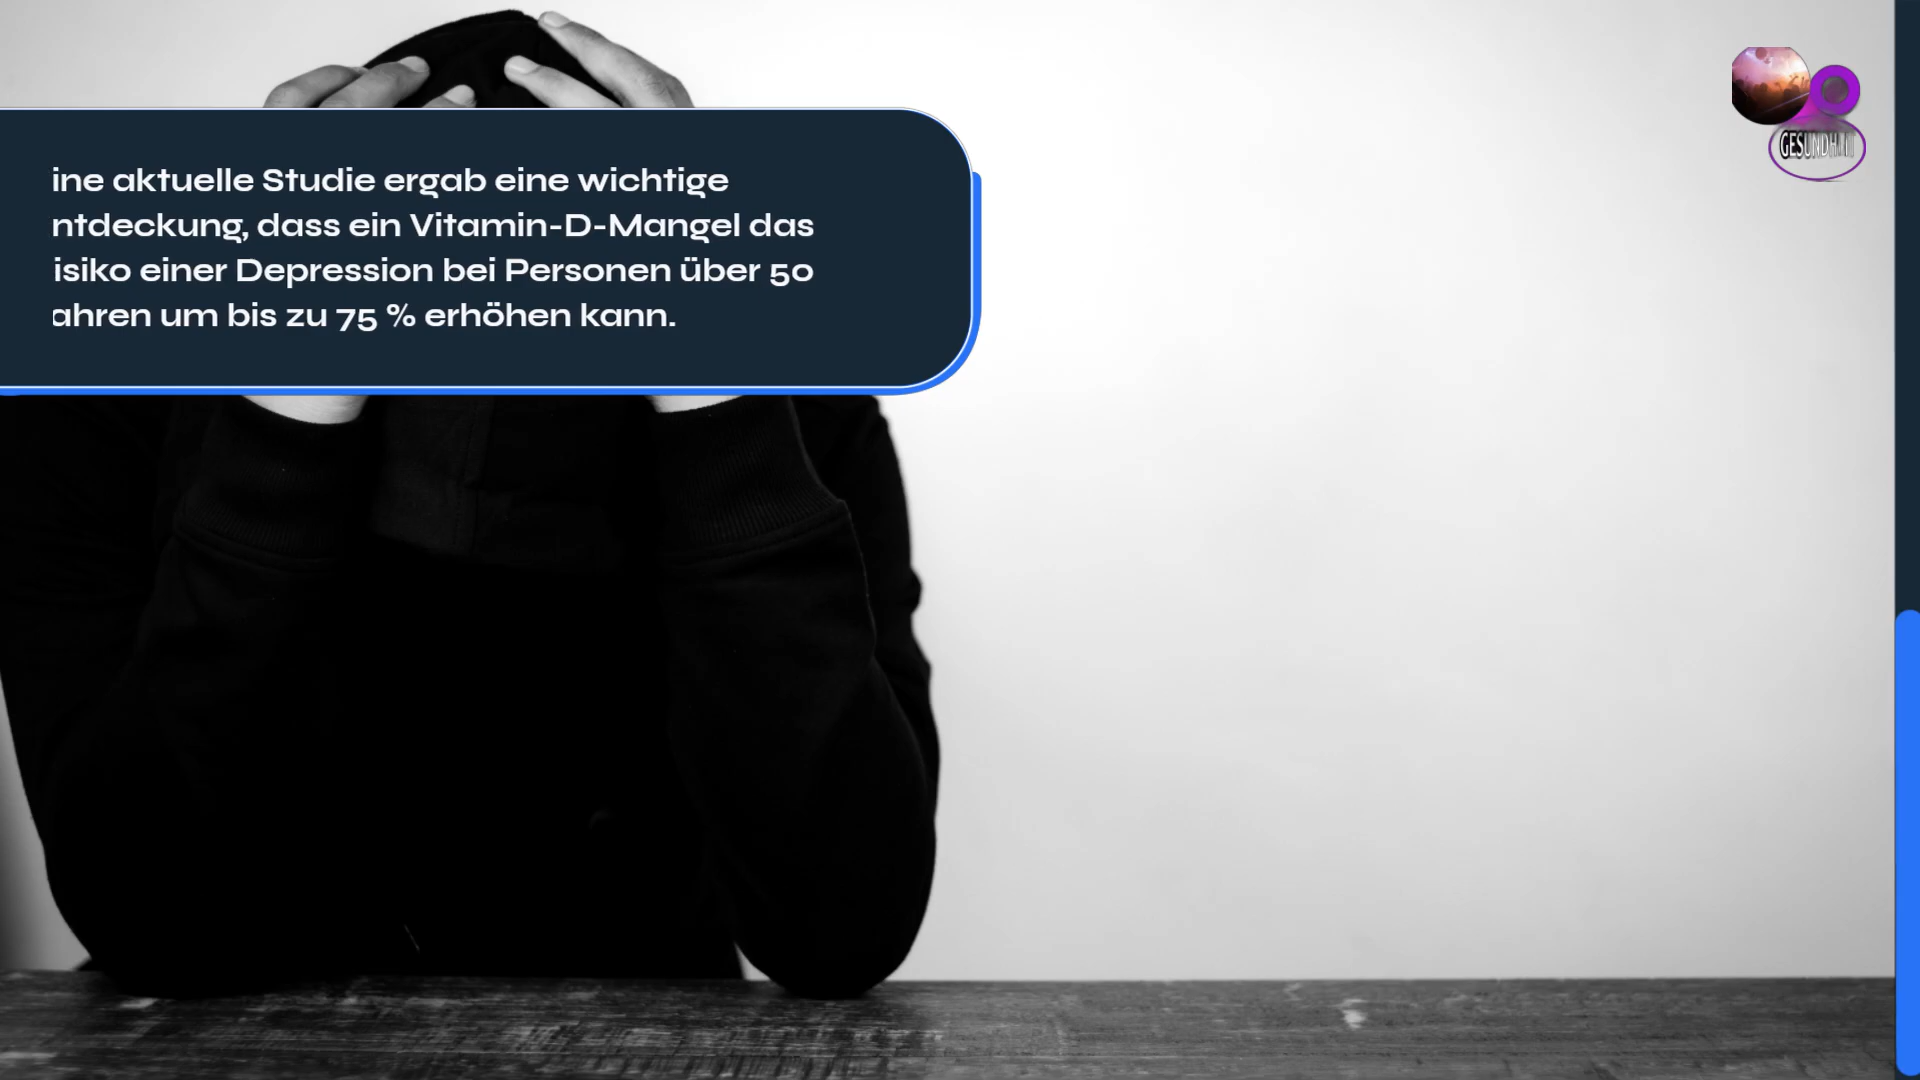 ine aktuelle Studie ergab eine wichtige
ntdeckung, dass ein Vitamin-D-Mangel das
isiko einer Depression bei Personen über 50
ahren um bis zu 75 % erhöhen kann.